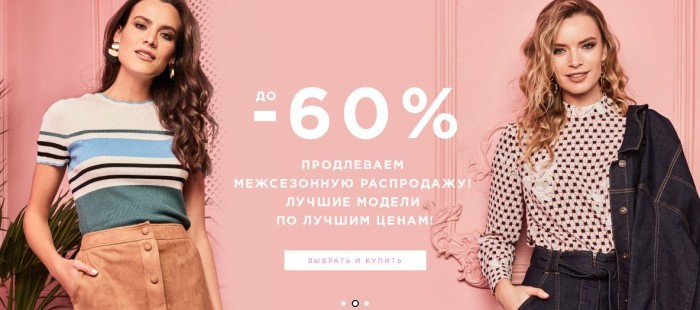 ДО
-60%
ПРОДЛЕВАЕМ
МЕЖСЕЗОННУЮ РАСПРОДАЖУ!
ЛУЧШИЕ МОДЕЛИ
ПО ЛУЧШИМ ЦЕНАМ!
ВЫБРАТЬ И КУПИТЬ